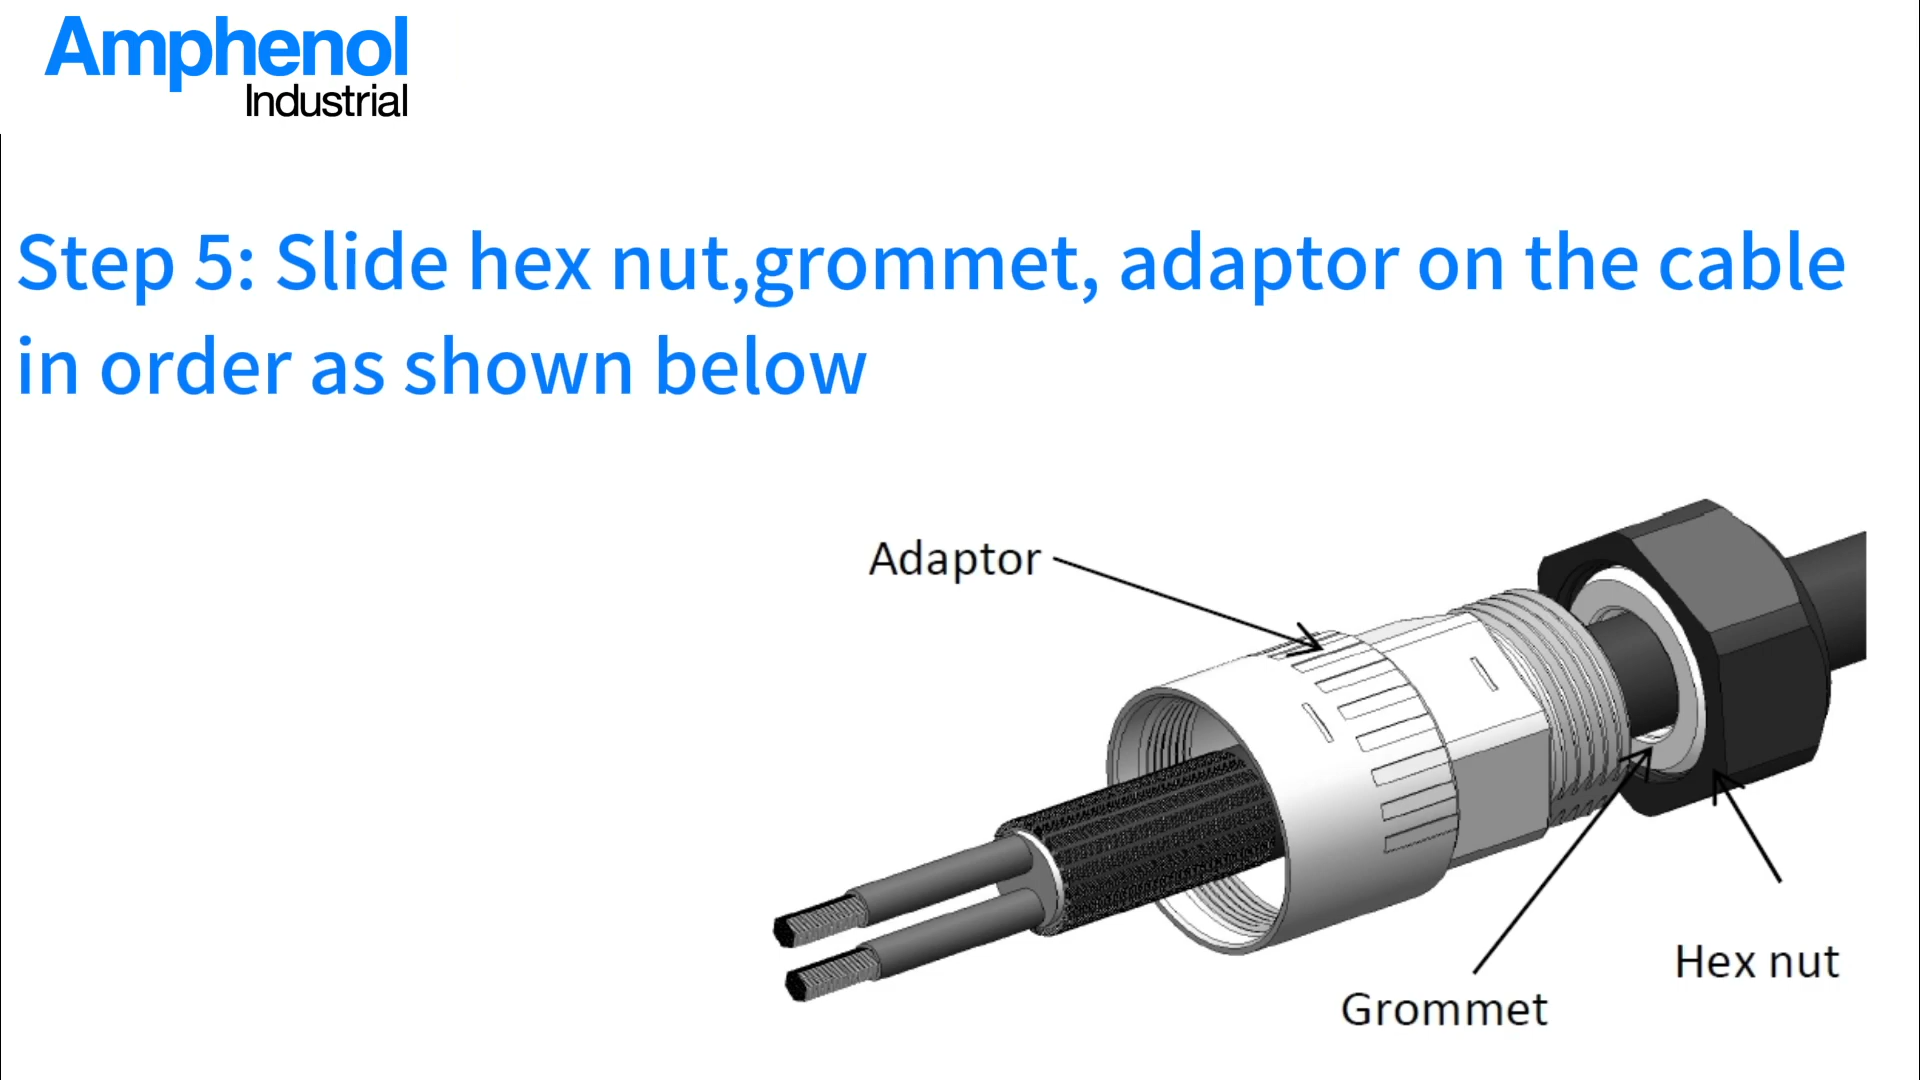 Amphenol
Industrial
Step 5: Slide hex nut,grommet, adaptor on the cable
in order as shown below
Adaptor
Hex nut
Grommet